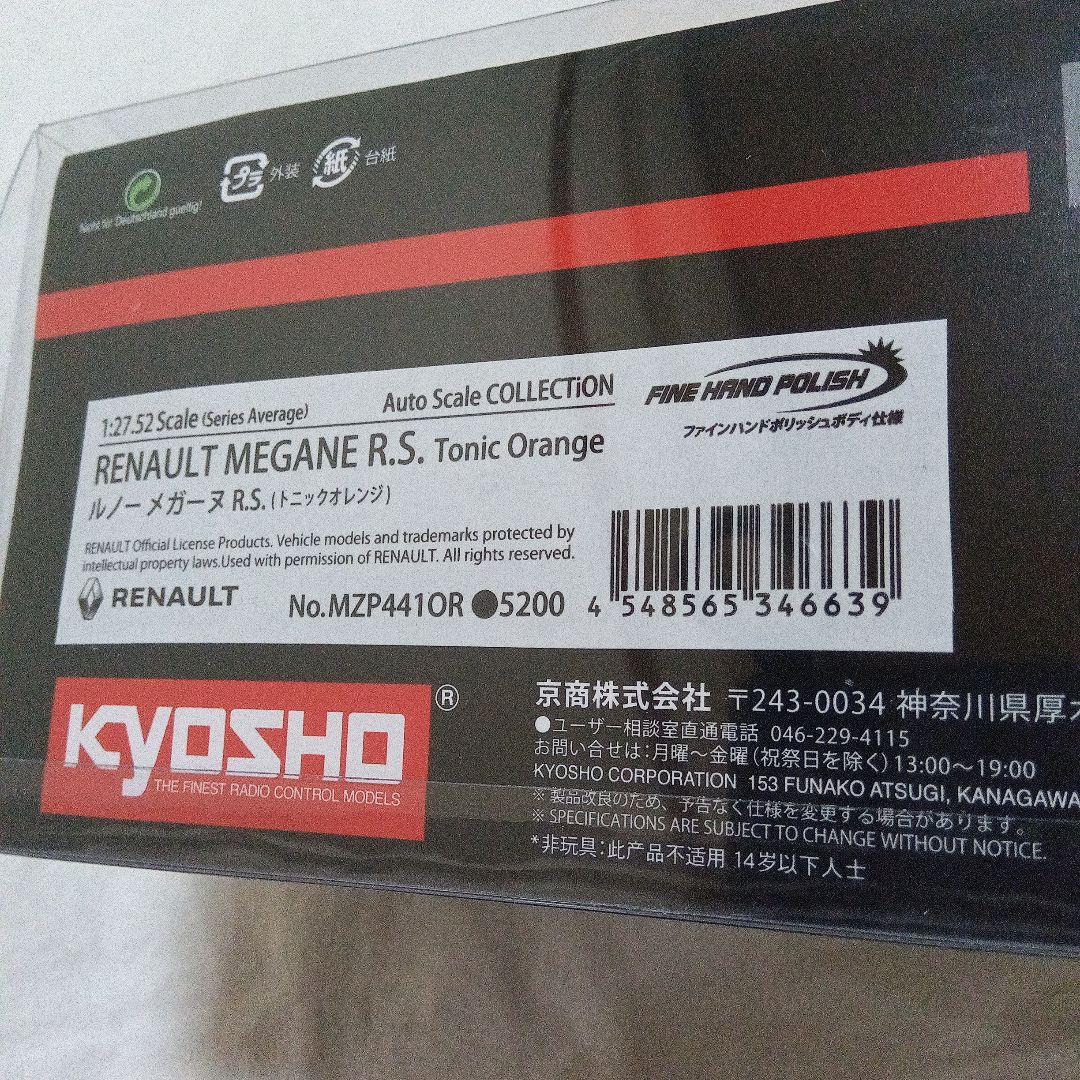 プラ 外装 紙 台紙
Nicht für Deutschland gueltig!
1:27.52 Scale (Series Average) Auto Scale COLLECTiON
RENAULT MEGANE R.S. Tonic Orange
ルノー メガーヌ R.S. (トニックオレンジ)
FINE HAND POLISH
ファインハンドポリッシュボディ仕様
RENAULT Official License Products. Vehicle models and trademarks protected by
intellectual property laws.Used with permission of RENAULT. All rights reserved.
RENAULT No.MZP441OR ●5200 4 548565 346639
KYOSHO ®
THE FINEST RADIO CONTROL MODELS
京商株式会社 〒243-0034 神奈川県厚木
●ユーザー相談室直通電話 046-229-4115
お問い合せは:月曜〜金曜(祝祭日を除く)13:00〜19:00
KYOSHO CORPORATION 153 FUNAKO ATSUGI, KANAGAWA
※ 製品改良のため、予告なく仕様を変更する場合があります。
※ SPECIFICATIONS ARE SUBJECT TO CHANGE WITHOUT NOTICE.
*非玩具:此产品不适用 14岁以下人士